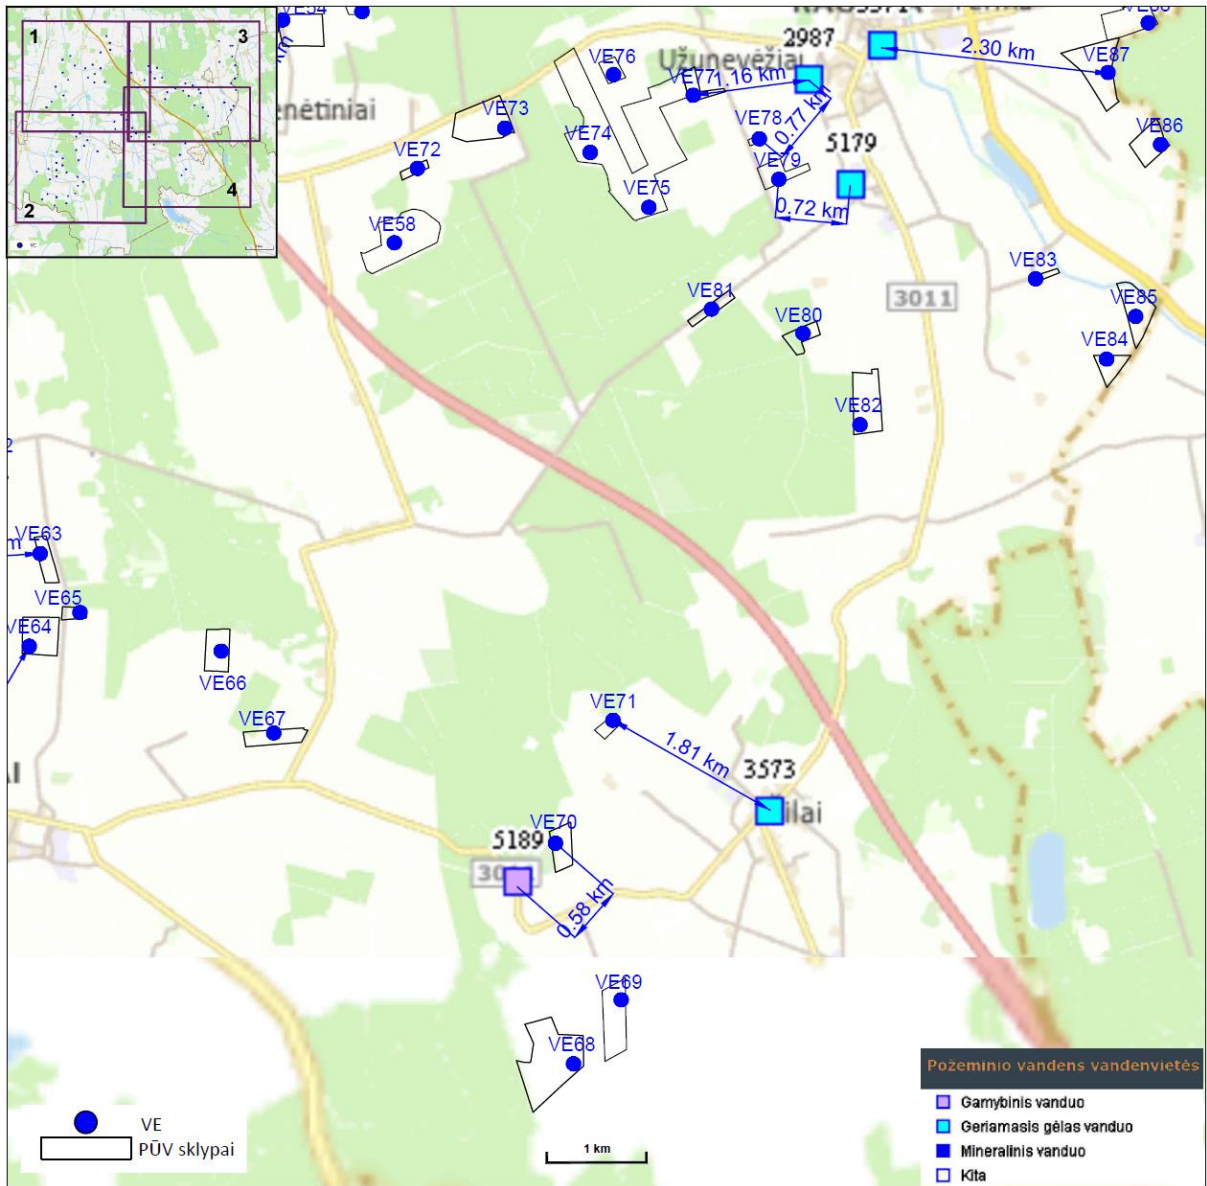 1
3
2
4
VE
VE54
VE76
Užunevėžiai
2987
VE77
1.16 km
2.30 km
VE87
VE86
VE73
VE74
VE78
0.77 km
5179
VE79
VE72
VE75
0.72 km
VE58
VE83
3011
VE81
VE85
VE80
VE84
VE82
VE63
VE65
VE64
VE66
VE67
VE71
1.81 km
3573
VE70
5189
0.58 km
VE69
VE68
VE
PŪV sklypai
1 km
Požeminio vandens vandenvietės
Gamybinis vanduo
Geriamasis gėlas vanduo
Mineralinis vanduo
Kita